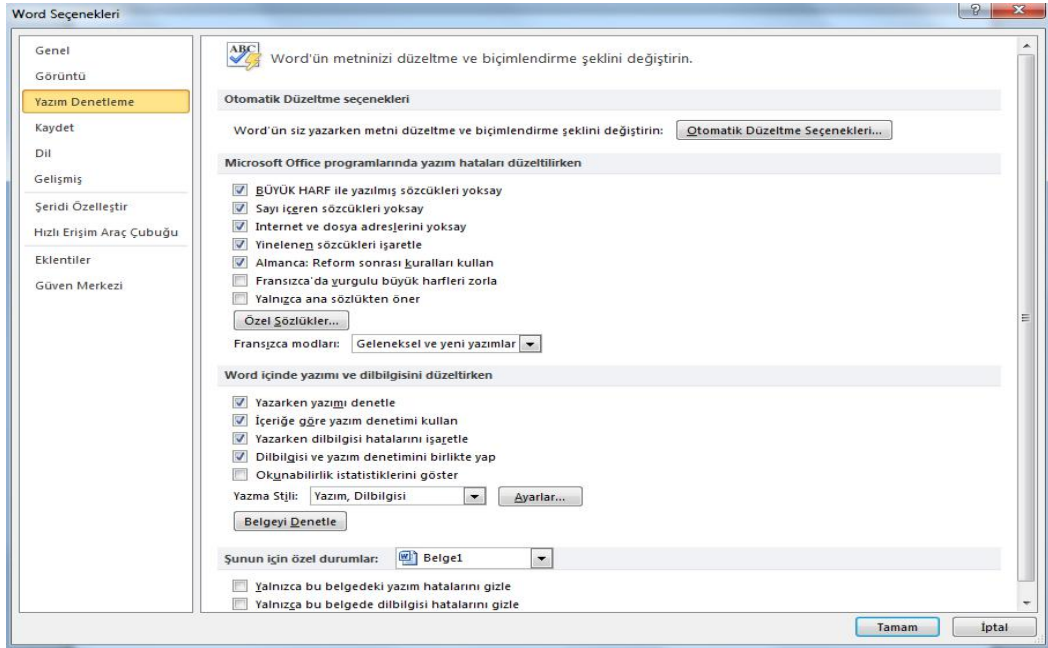 Word Seçenekleri
Genel
Görüntü
Yazım Denetleme
Kaydet
Dil
Gelişmiş
Şeridi Özelleştir
Hızlı Erişim Araç Çubuğu
Eklentiler
Güven Merkezi
ABC
Word'ün metninizi düzeltme ve biçimlendirme şeklini değiştirin.
Otomatik Düzeltme seçenekleri
Word'ün siz yazarken metni düzeltme ve biçimlendirme şeklini değiştirin: Otomatik Düzeltme Seçenekleri...
Microsoft Office programlarında yazım hataları düzeltilirken
BÜYÜK HARF ile yazılmış sözcükleri yoksay
Sayı içeren sözcükleri yoksay
Internet ve dosya adreslerini yoksay
Yinelenen sözcükleri işaretle
Almanca: Reform sonrası kuralları kullan
Fransızca'da vurgulu büyük harfleri zorla
Yalnızca ana sözlükten öner
Özel Sözlükler...
Fransızca modları: Geleneksel ve yeni yazımlar
Word içinde yazımı ve dilbilgisini düzeltirken
Yazarken yazımı denetle
İçeriğe göre yazım denetimi kullan
Yazarken dilbilgisi hatalarını işaretle
Dilbilgisi ve yazım denetimini birlikte yap
Okunabilirlik istatistiklerini göster
Yazma Stili: Yazım, Dilbilgisi Ayarlar...
Belgeyi Denetle
Şunun için özel durumlar: Belge1
Yalnızca bu belgedeki yazım hatalarını gizle
Yalnızca bu belgede dilbilgisi hatalarını gizle
Tamam İptal